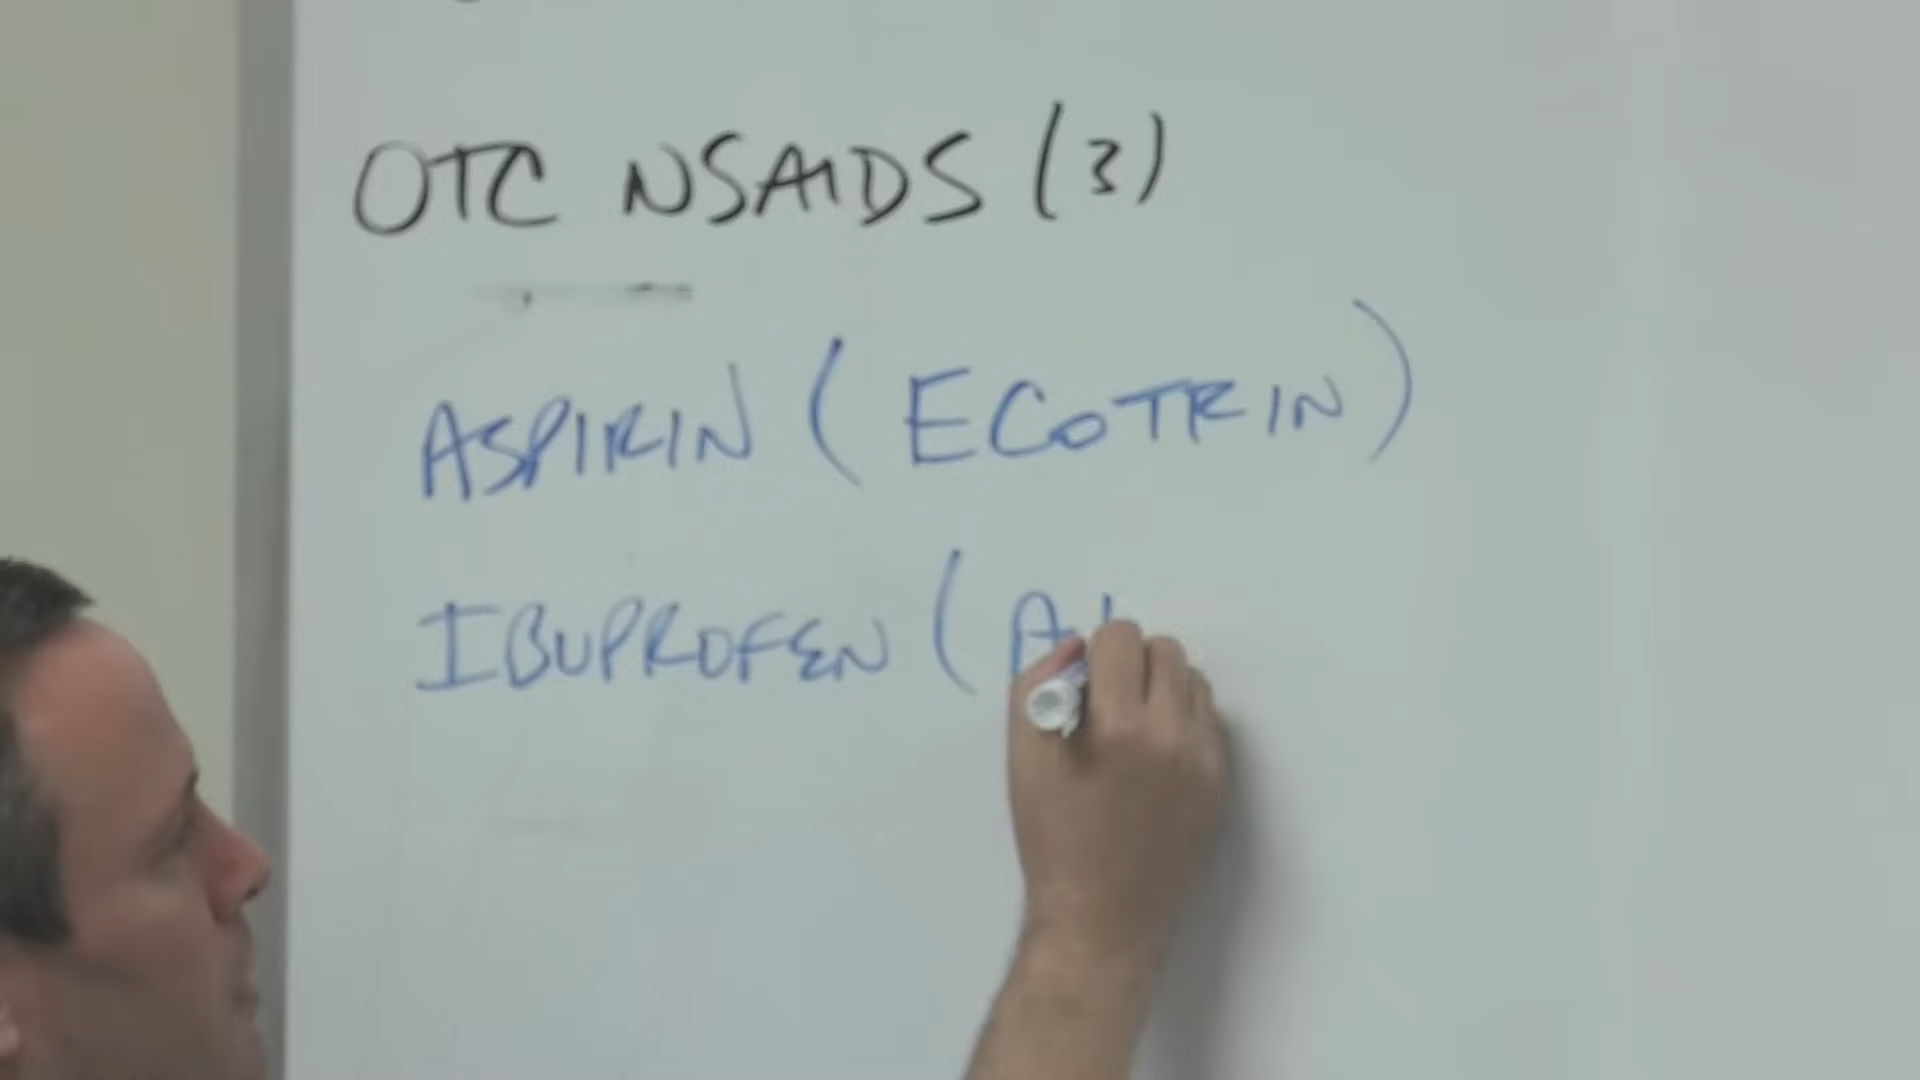 OTC NSAIDS (3)
ASPIRIN (ECOTRIN)
IBUPROFEN (A